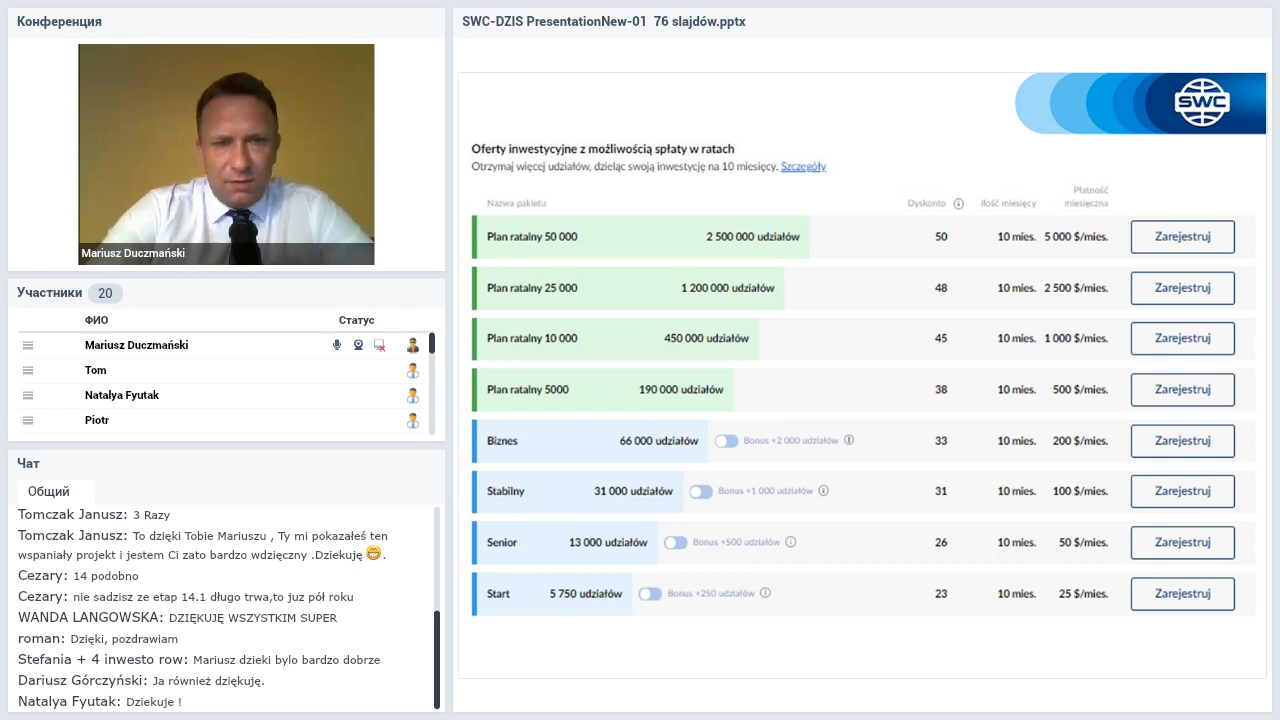 Конференция
Mariusz Duczmański
Участники 20
ФИО Статус
Mariusz Duczmański
Tom
Natalya Fyutak
Piotr
Чат
Общий
Tomczak Janusz: 3 Razy
Tomczak Janusz: To dzięki Tobie Mariuszu , Ty mi pokazałeś ten
wspaniały projekt i jestem Ci zato bardzo wdzięczny .Dziekuję 😁.
Cezary: 14 podobno
Cezary: nie sadzisz ze etap 14.1 długo trwa,to juz pół roku
WANDA LANGOWSKA: DZIĘKUJĘ WSZYSTKIM SUPER
roman: Dzięki, pozdrawiam
Stefania + 4 inwesto row: Mariusz dzieki bylo bardzo dobrze
Dariusz Górczyński: Ja również dziękuję.
Natalya Fyutak: Dziekuje !
SWC-DZIS PresentationNew-01 76 slajdów.pptx
SWC
Oferty inwestycyjne z możliwością spłaty w ratach
Otrzymaj więcej udziałów, dzieląc swoją inwestycję na 10 miesięcy. Szczegóły
Nazwa pakietu Dyskonto Ilość miesięcy Płatność
miesięczna
Plan ratalny 50 000 2 500 000 udziałów 50 10 mies. 5 000 $/mies. Zarejestruj
Plan ratalny 25 000 1 200 000 udziałów 48 10 mies. 2 500 $/mies. Zarejestruj
Plan ratalny 10 000 450 000 udziałów 45 10 mies. 1 000 $/mies. Zarejestruj
Plan ratalny 5000 190 000 udziałów 38 10 mies. 500 $/mies. Zarejestruj
Biznes 66 000 udziałów Bonus +2 000 udziałów 33 10 mies. 200 $/mies. Zarejestruj
Stabilny 31 000 udziałów Bonus +1 000 udziałów 31 10 mies. 100 $/mies. Zarejestruj
Senior 13 000 udziałów Bonus +500 udziałów 26 10 mies. 50 $/mies. Zarejestruj
Start 5 750 udziałów Bonus +250 udziałów 23 10 mies. 25 $/mies. Zarejestruj